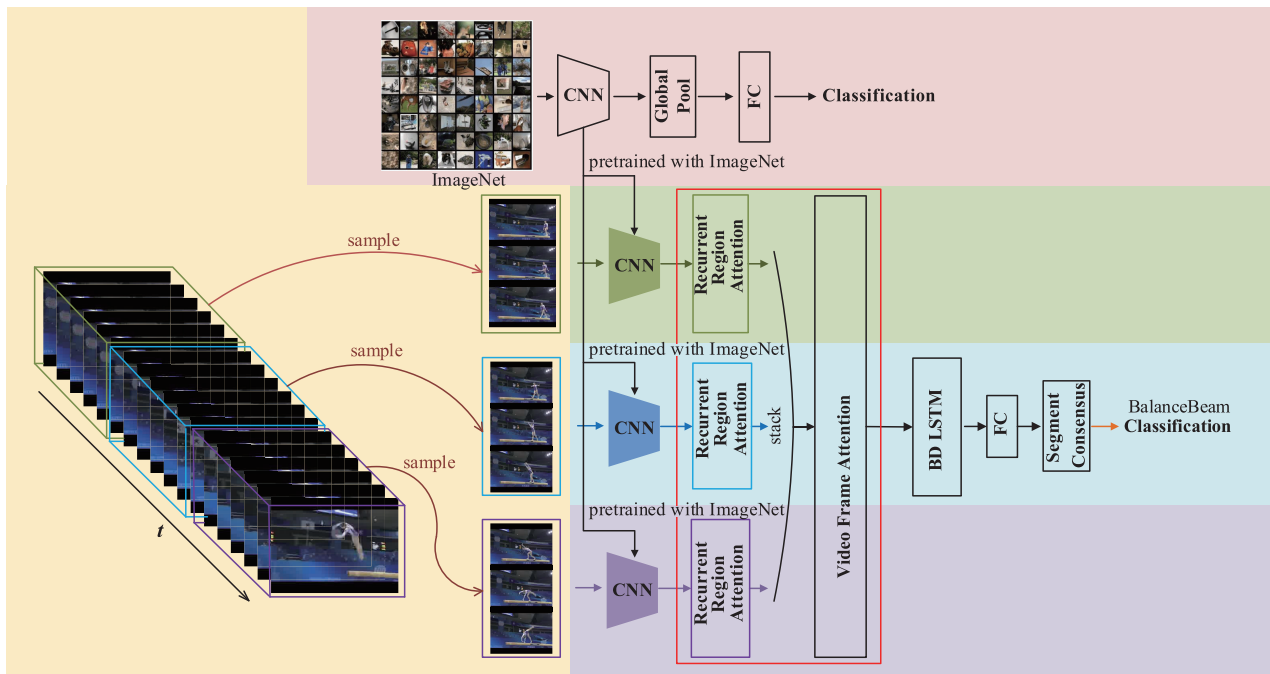 CNN
Global
Pool
FC
Classification
ImageNet
pretrained with ImageNet
sample
CNN
Recurrent
Region
Attention
sample
pretrained with ImageNet
CNN
Recurrent
Region
Attention
stack
Video Frame Attention
BD LSTM
FC
Segment
Consensus
BalanceBeam
Classification
sample
pretrained with ImageNet
CNN
Recurrent
Region
Attention
t